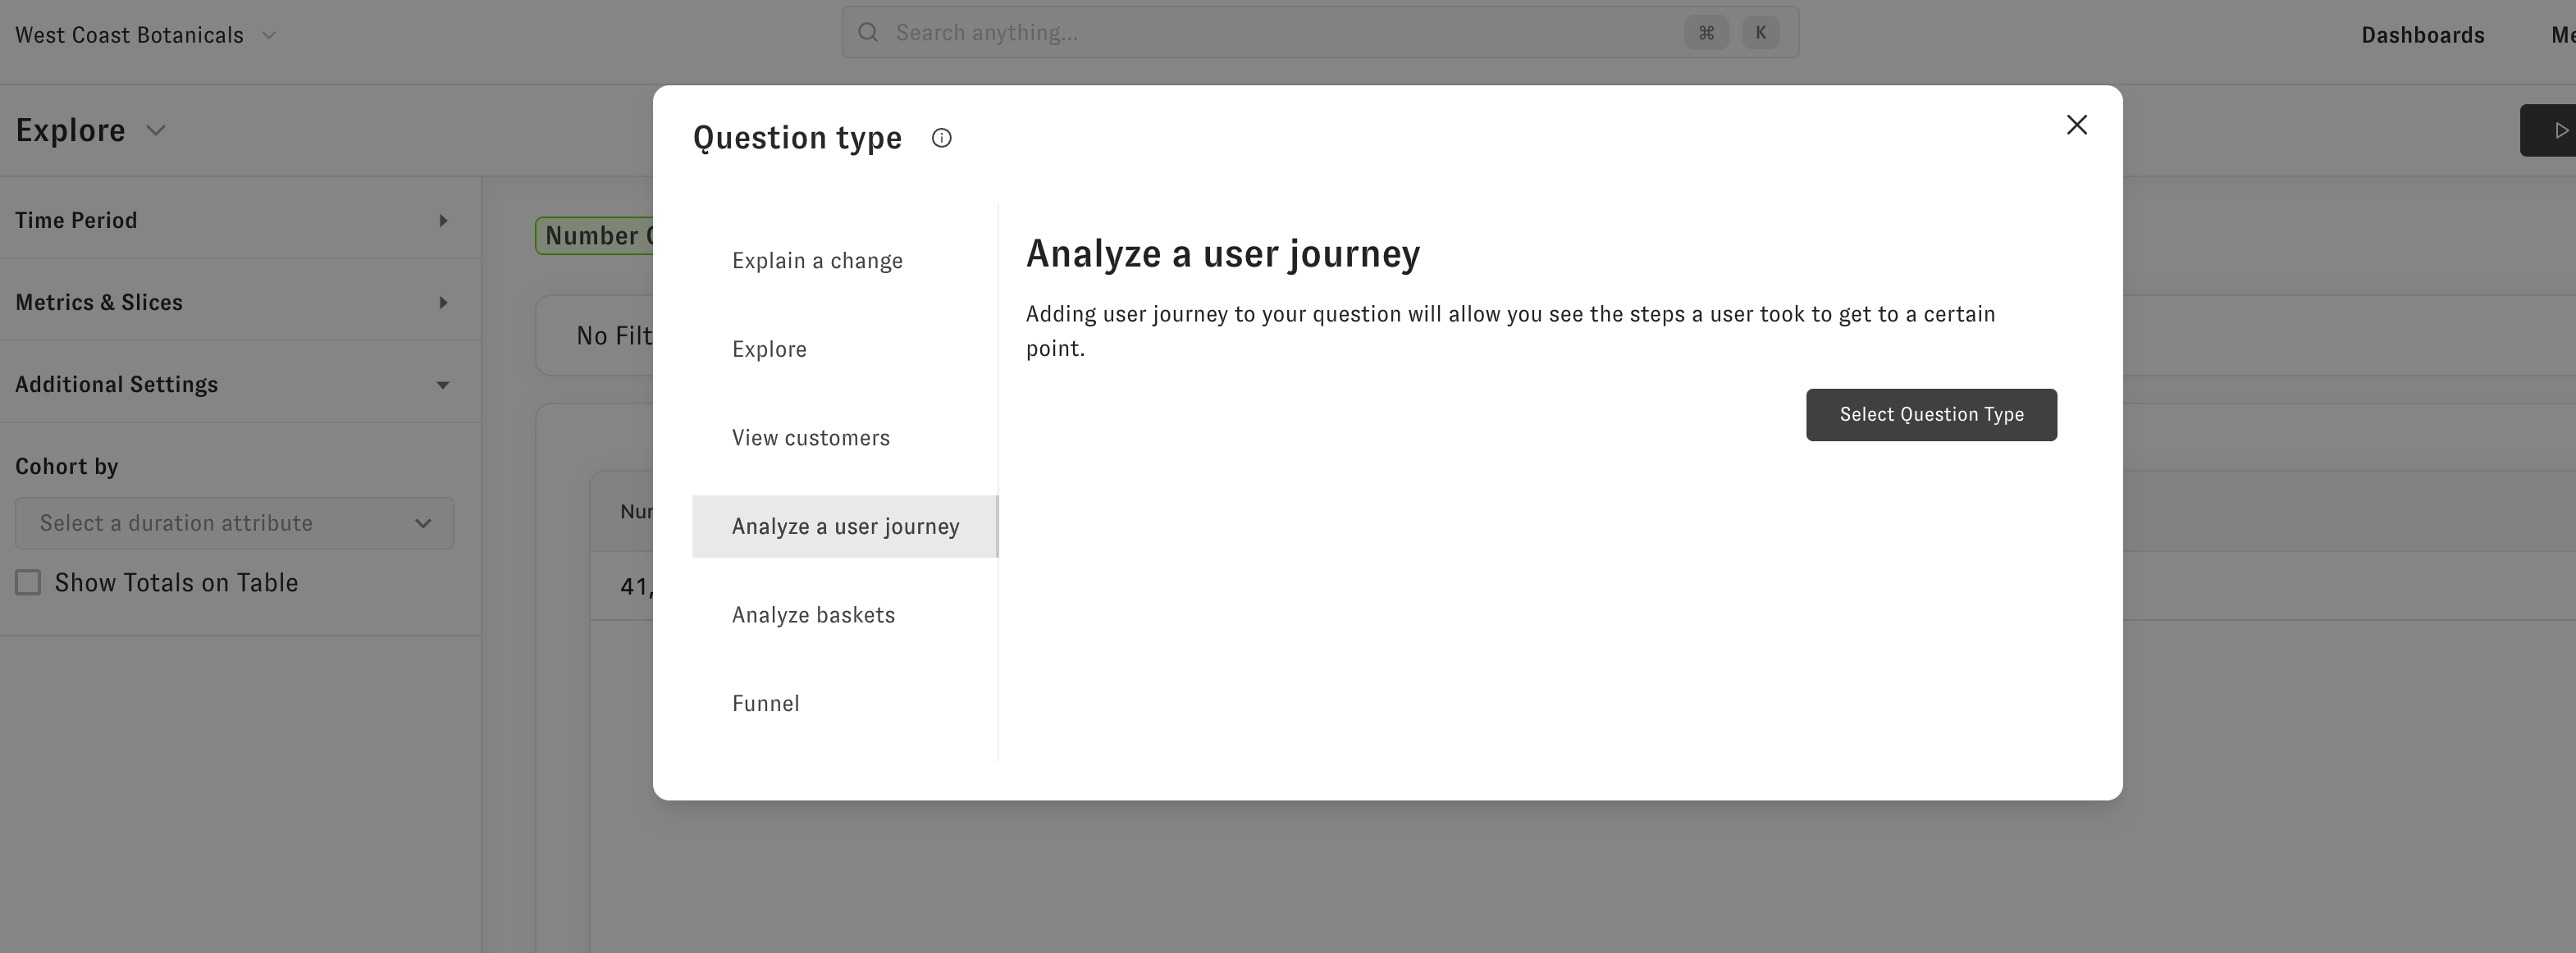 West Coast Botanicals
Search anything...
⌘ K
Dashboards
Explore
Question type
Time Period
Number
Explain a change
Analyze a user journey
Metrics & Slices
Adding user journey to your question will allow you see the steps a user took to get to a certain
point.
No
Explore
Additional Settings
Select Question Type
View customers
Cohort by
Select a duration attribute
Analyze a user journey
Show Totals on Table
41,
Analyze baskets
Funnel